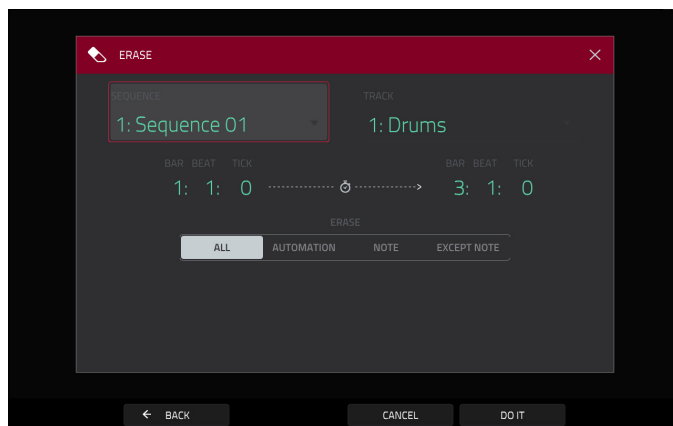 ERASE
SEQUENCE TRACK
1: Sequence 01 1: Drums
BAR BEAT TICK BAR BEAT TICK
1: 1: 0 3: 1: 0
ERASE
ALL AUTOMATION NOTE EXCEPT NOTE
BACK CANCEL DO IT